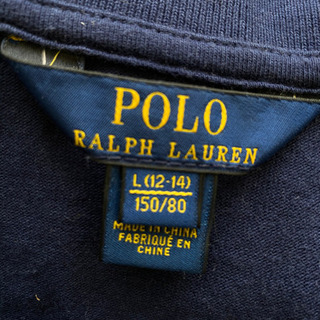 POLO
RALPH LAUREN
L (12-14)
150/80
MADE IN CHINA
FABRIQUÉ EN
CHINE